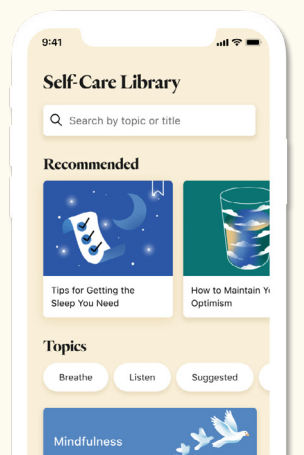 9:41
Self-Care Library
Search by topic or title
Recommended
Tips for Getting the
Sleep You Need
How to Maintain Yo
Optimism
Topics
Breathe
Listen
Suggested
Mindfulness